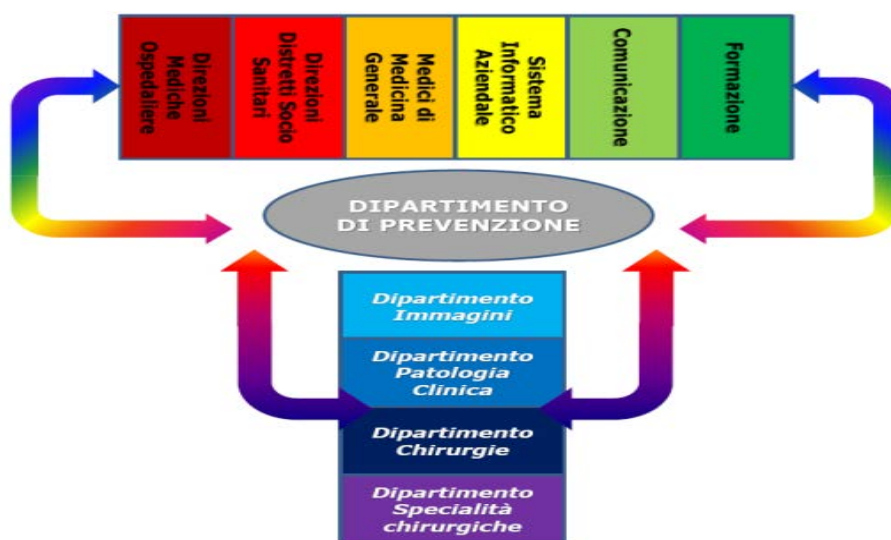 Direzioni
Mediche
Ospedaliere
Direzioni
Distretti Socio
Sanitari
Medici di
Medicina
Generale
Sistema
Informatico
Aziendale
Comunicazione
Formazione
DIPARTIMENTO
DI PREVENZIONE
Dipartimento
Immagini
Dipartimento
Patologia
Clinica
Dipartimento
Chirurgie
Dipartimento
Specialità
chirurgiche